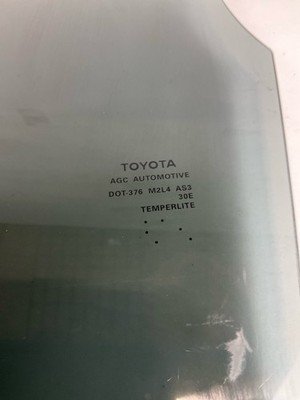 TOYOTA
AGC AUTOMOTIVE
DOT-376 M2L4 AS3
30E
TEMPERLITE